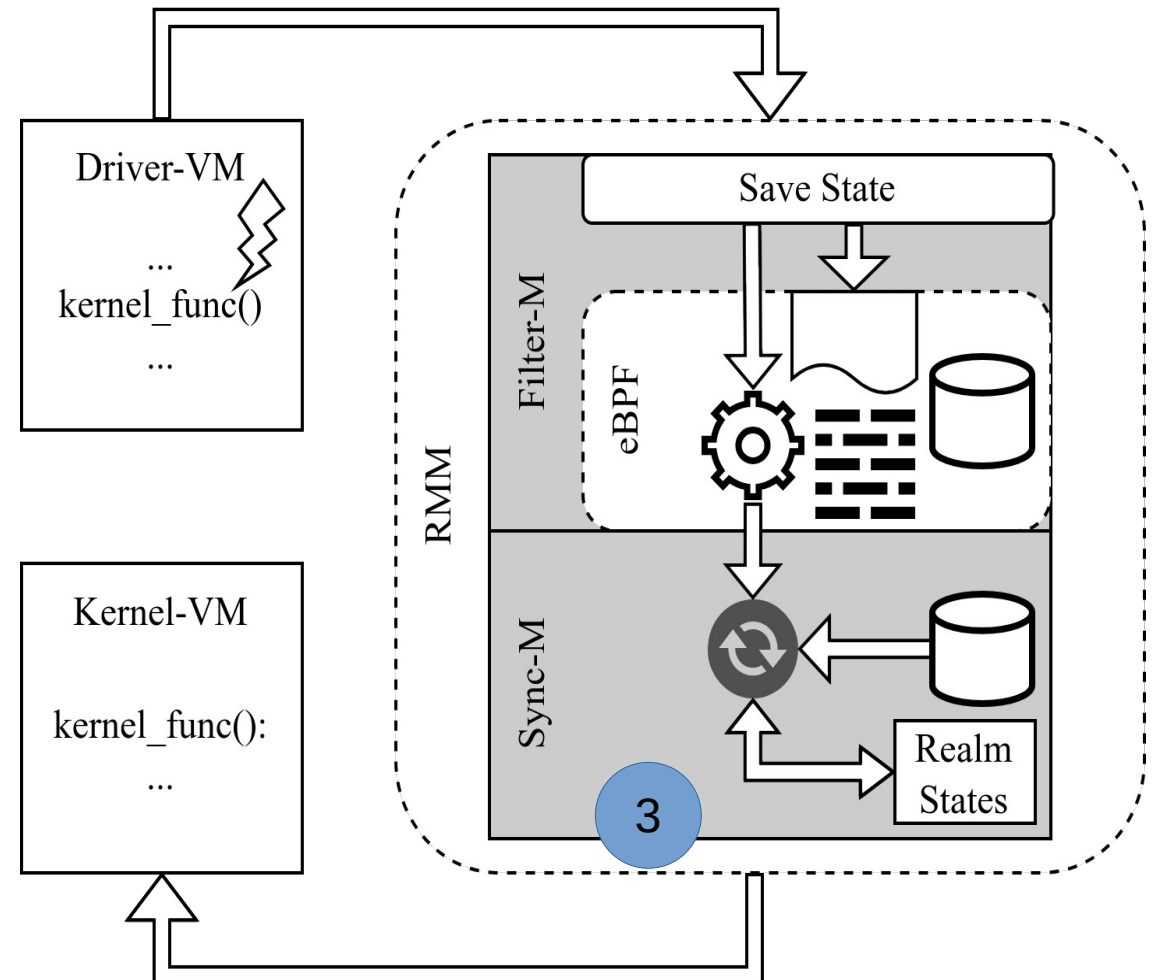 Driver-VM
...
kernel_func()
...
Kernel-VM
kernel_func():
...
RMM
Filter-M
Save State
eBPF
Sync-M
Realm
States
3